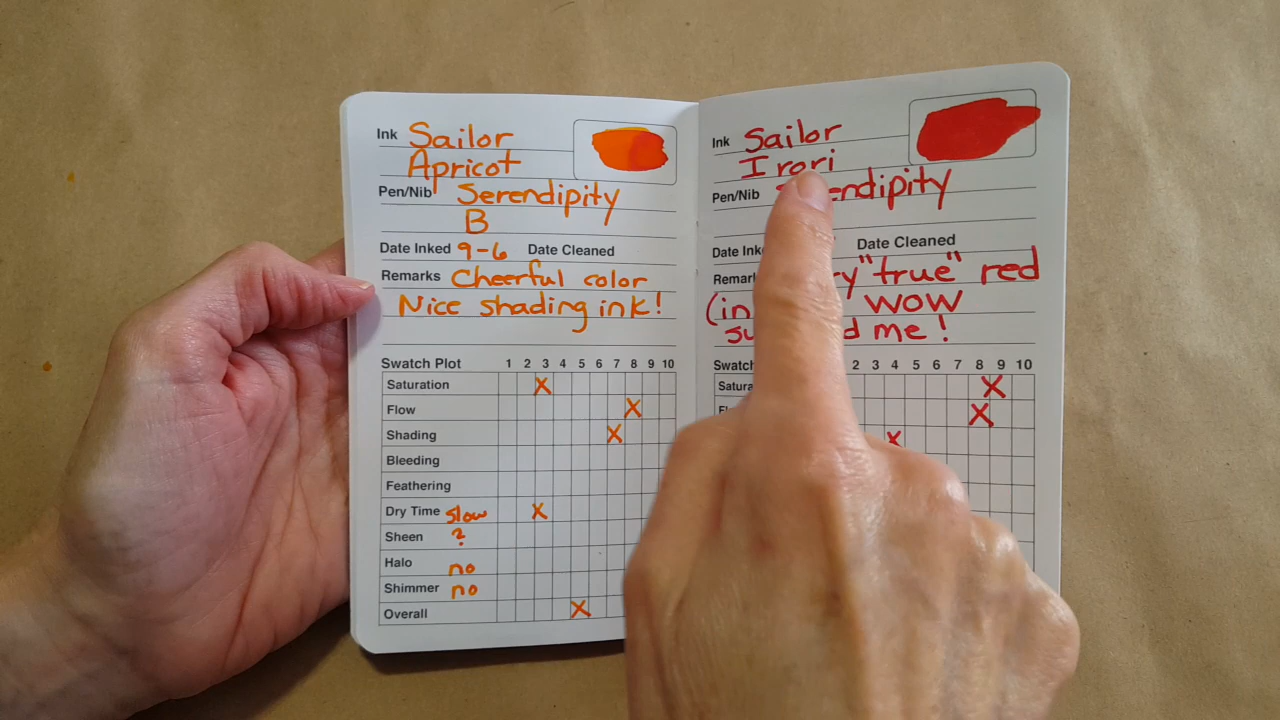 Ink Sailor
Apricot
Pen/Nib Serendipity
B
Date Inked 9-6 Date Cleaned
Remarks Cheerful color
Nice shading ink!
Swatch Plot 1 2 3 4 5 6 7 8 9 10
Saturation X
Flow X
Shading X
Bleeding
Feathering
Dry Time slow X
Sheen ?
Halo no
Shimmer no
Overall X
Ink Sailor
Irori
Pen/Nib Serendipity
Date Inked Date Cleaned
"true" red
(in WOW
me!
Swatch 2 3 4 5 6 7 8 9 10
X
X
X